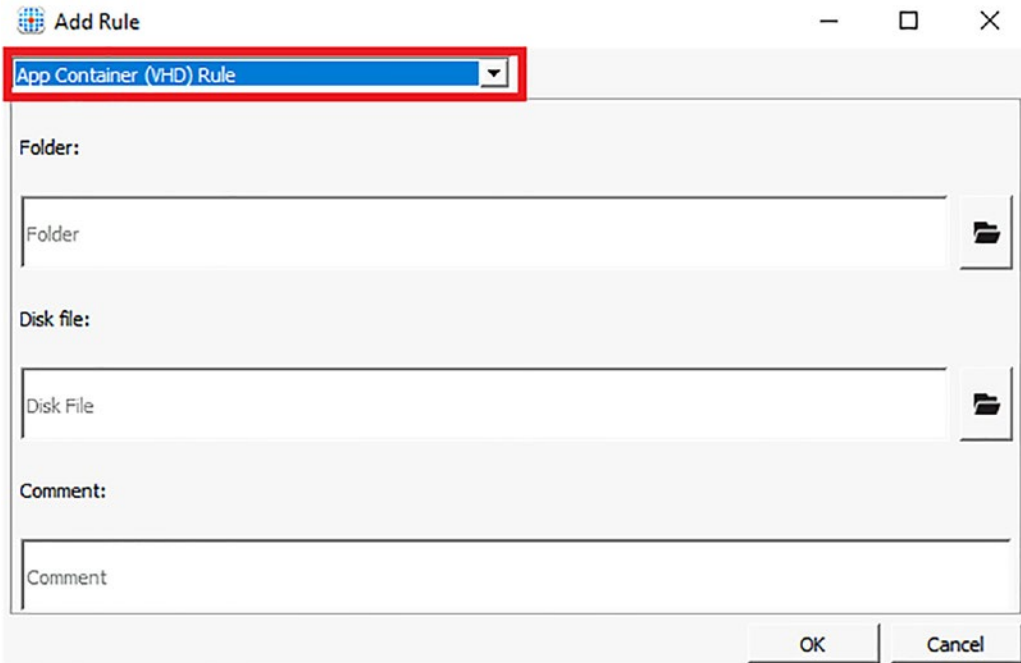 Add Rule
App Container (VHD) Rule
Folder:
Folder
Disk file:
Disk File
Comment:
Comment
OK Cancel